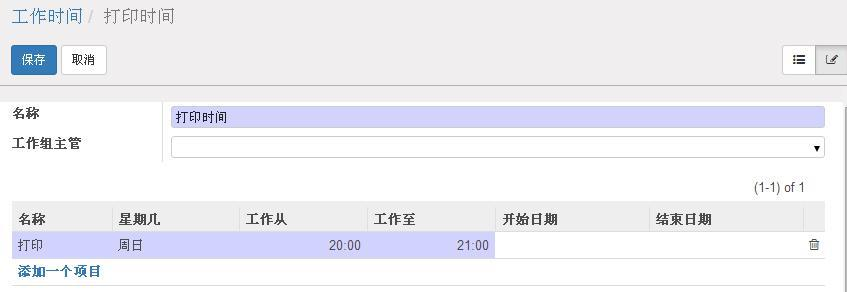 工作时间 / 打印时间
保存 取消
名称 打印时间
工作组主管
(1-1) of 1
名称 星期几 工作从 工作至 开始日期 结束日期
打印 周日 20:00 21:00
添加一个项目